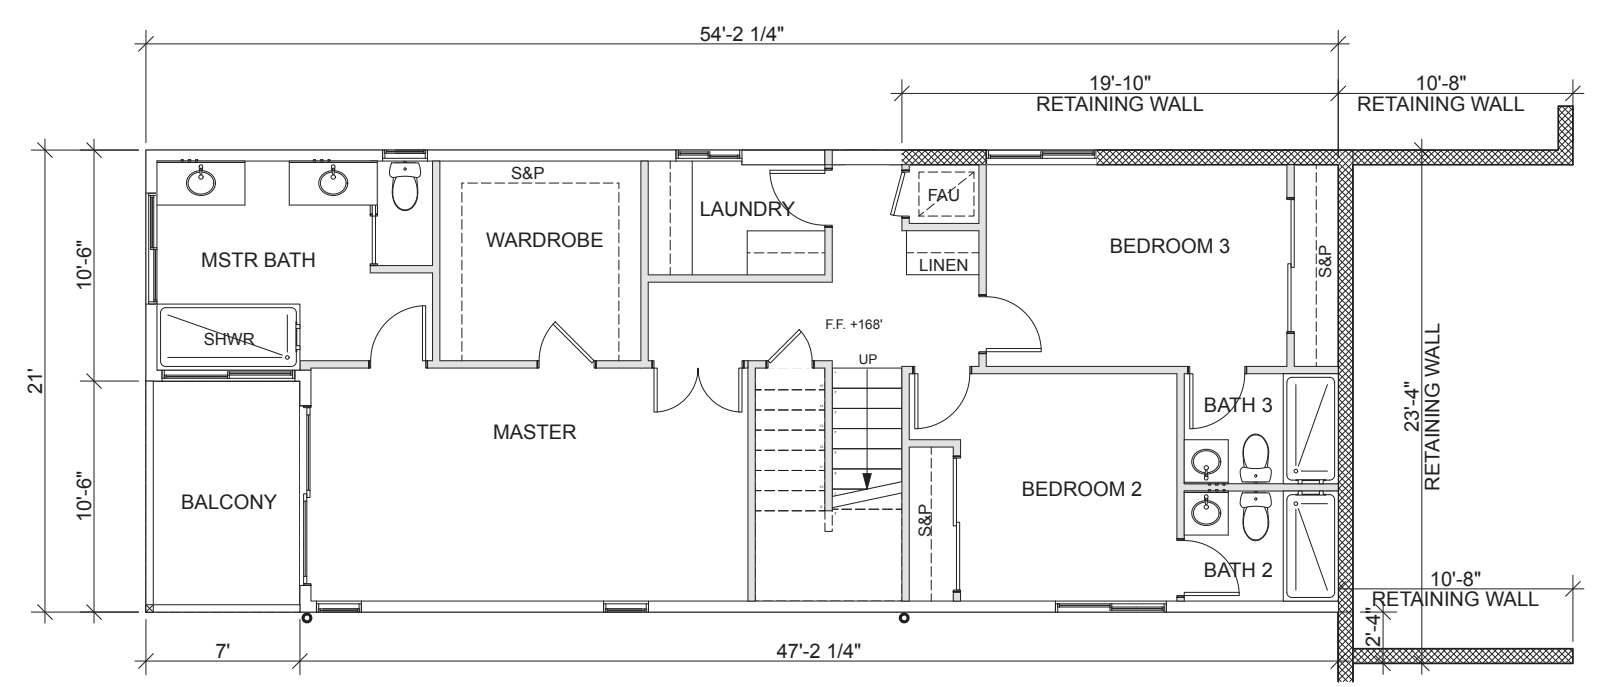 54'-2 1/4"
19'-10"
RETAINING WALL
10'-8"
RETAINING WALL
S&P
FAU
LAUNDRY
WARDROBE
MSTR BATH
BEDROOM 3
LINEN
S&P
10'-6"
F.F. +168'
SHWR
UP
21'
23'-4"
RETAINING WALL
BATH 3
MASTER
BALCONY
10'-6"
BEDROOM 2
S&P
BATH 2
10'-8"
RETAINING WALL
2'-4"
7'
47'-2 1/4"